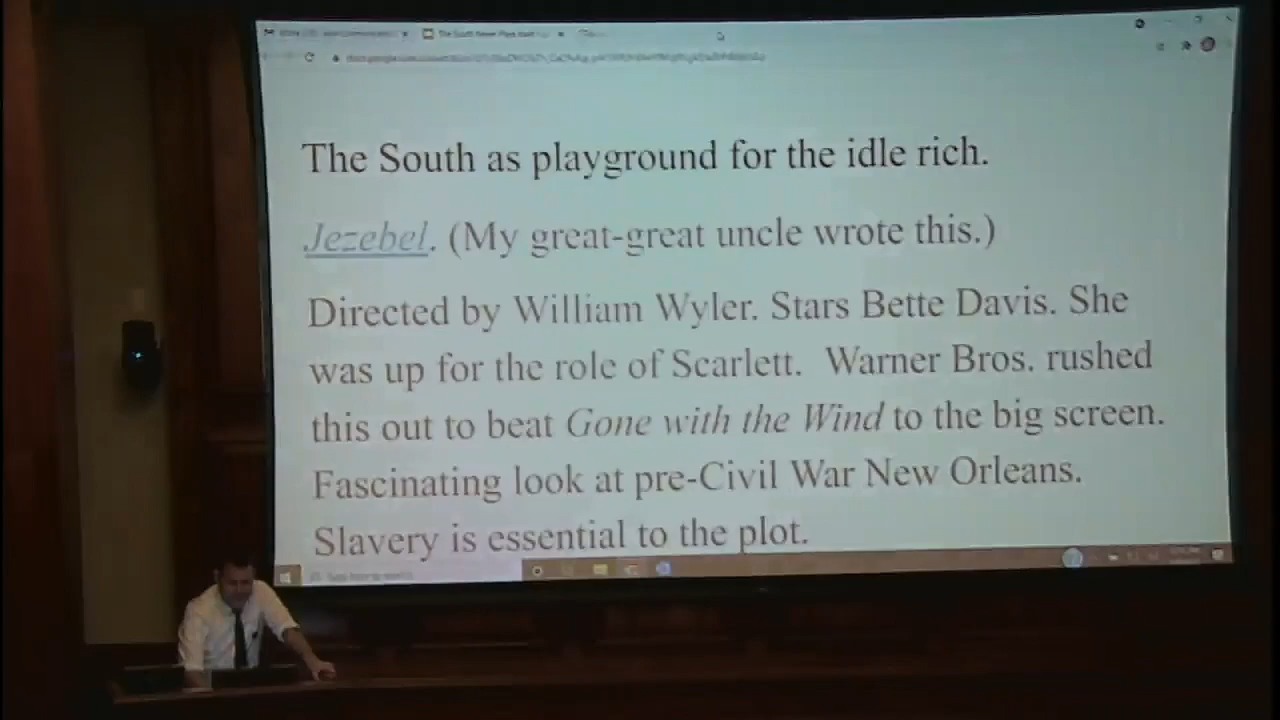 The South as playground for the idle rich.
Jezebel. (My great-great uncle wrote this.)
Directed by William Wyler. Stars Bette Davis. She
was up for the role of Scarlett. Warner Bros. rushed
this out to beat Gone with the Wind to the big screen.
Fascinating look at pre-Civil War New Orleans.
Slavery is essential to the plot.